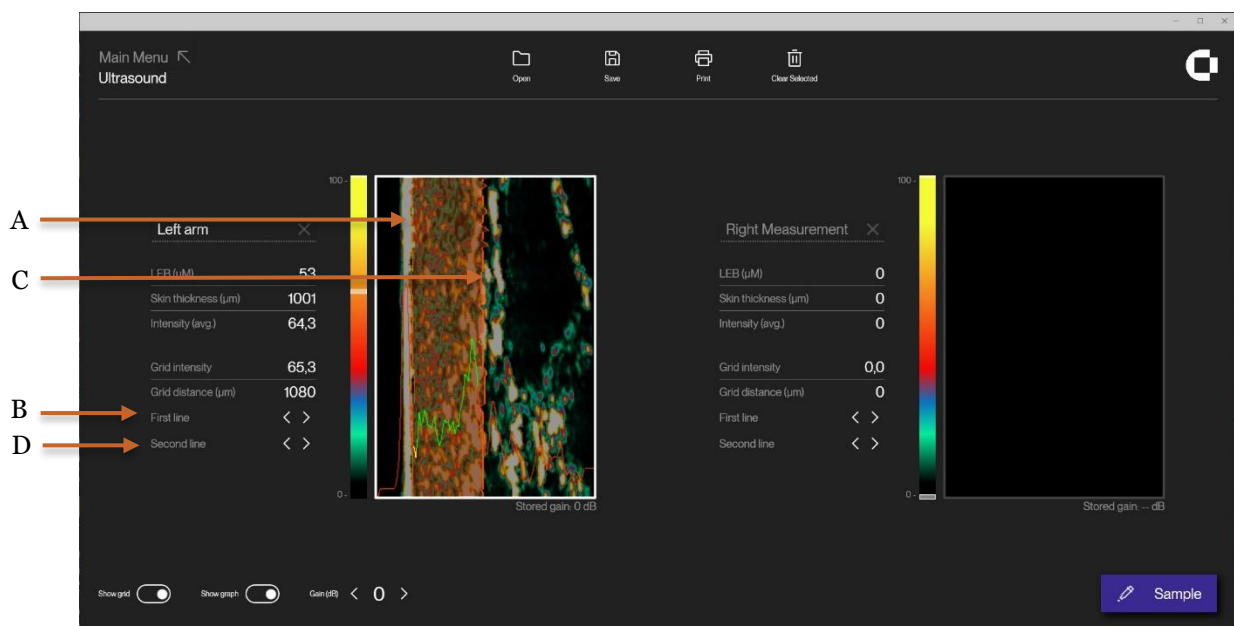 Main Menu
Ultrasound
Open
Save
Print
Clear Selected
A
C
B
D
Left arm
LEB (µM) 53
Skin thickness (µm) 1001
Intensity (avg.) 64,3
Grid intensity 65,3
Grid distance (µm) 1080
First line < >
Second line < >
100 -
0 -
Stored gain: 0 dB
Right Measurement
LEB (µM) 0
Skin thickness (µm) 0
Intensity (avg.) 0
Grid intensity 0,0
Grid distance (µm) 0
First line < >
Second line < >
100 -
0 -
Stored gain: -- dB
Show grid
Show graph
Gain (dB) < 0 >
Sample